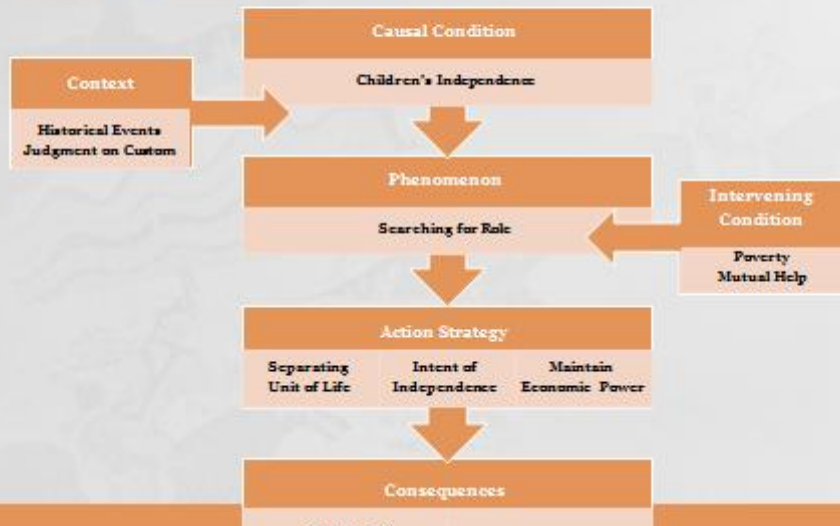 Causal Condition
Children's Independence
Context
Historical Events
Judgment on Custom
Phenomenon
Searching for Role
Intervening
Condition
Poverty
Mutual Help
Action Strategy
Separating
Unit of Life
Intent of
Independence
Maintain
Economic Power
Consequences